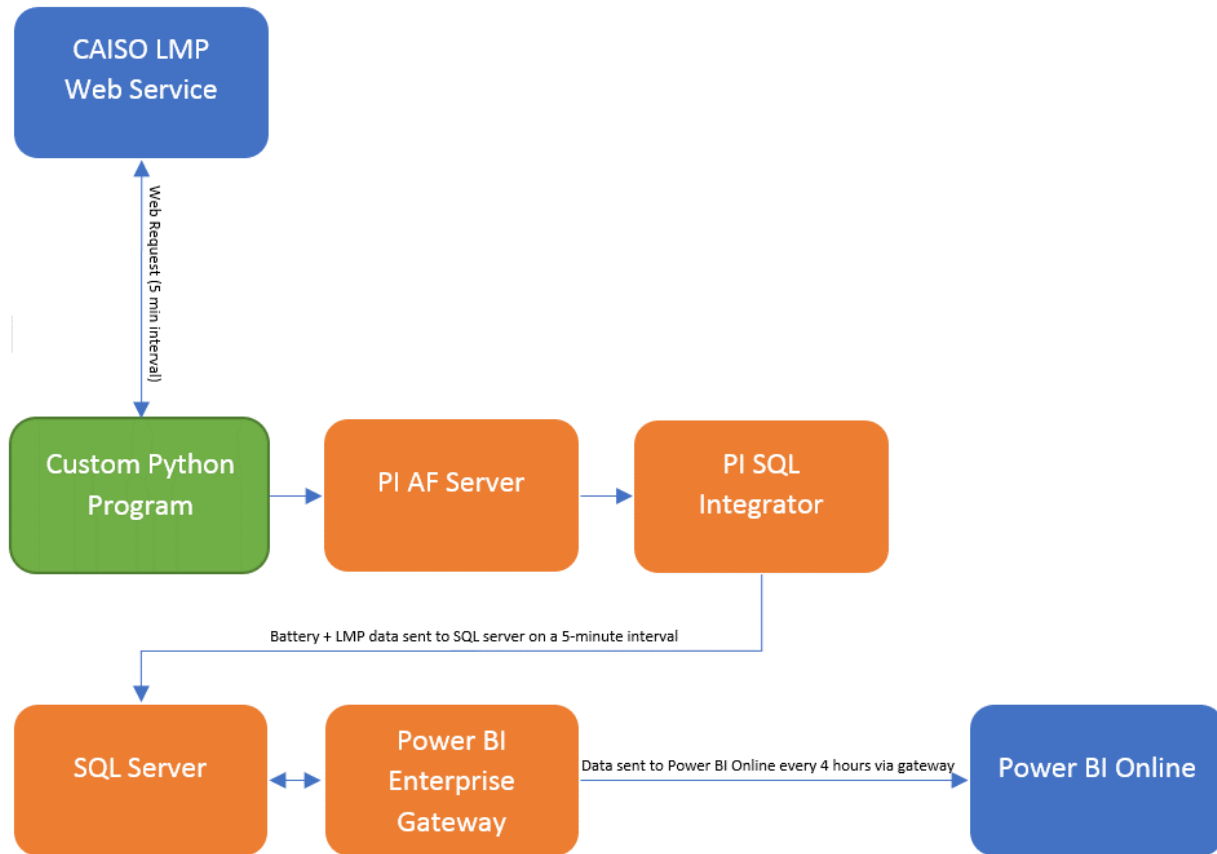 CAISO LMP
Web Service
Web Request (5 min interval)
Custom Python
Program
PI AF Server
PI SQL
Integrator
Battery + LMP data sent to SQL server on a 5-minute interval
SQL Server
Power BI
Enterprise
Gateway
Data sent to Power BI Online every 4 hours via gateway
Power BI Online